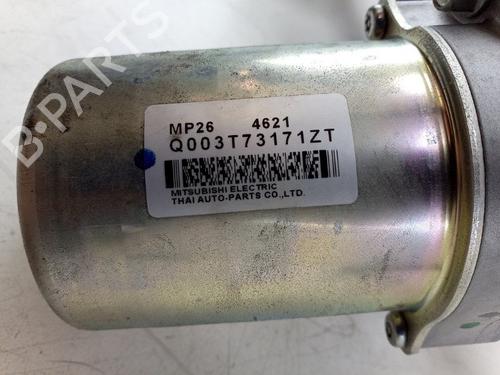 B-PARTS
MP26 4621
Q003T73171ZT
MITSUBISHI ELECTRIC
THAI AUTO-PARTS CO.,LTD.